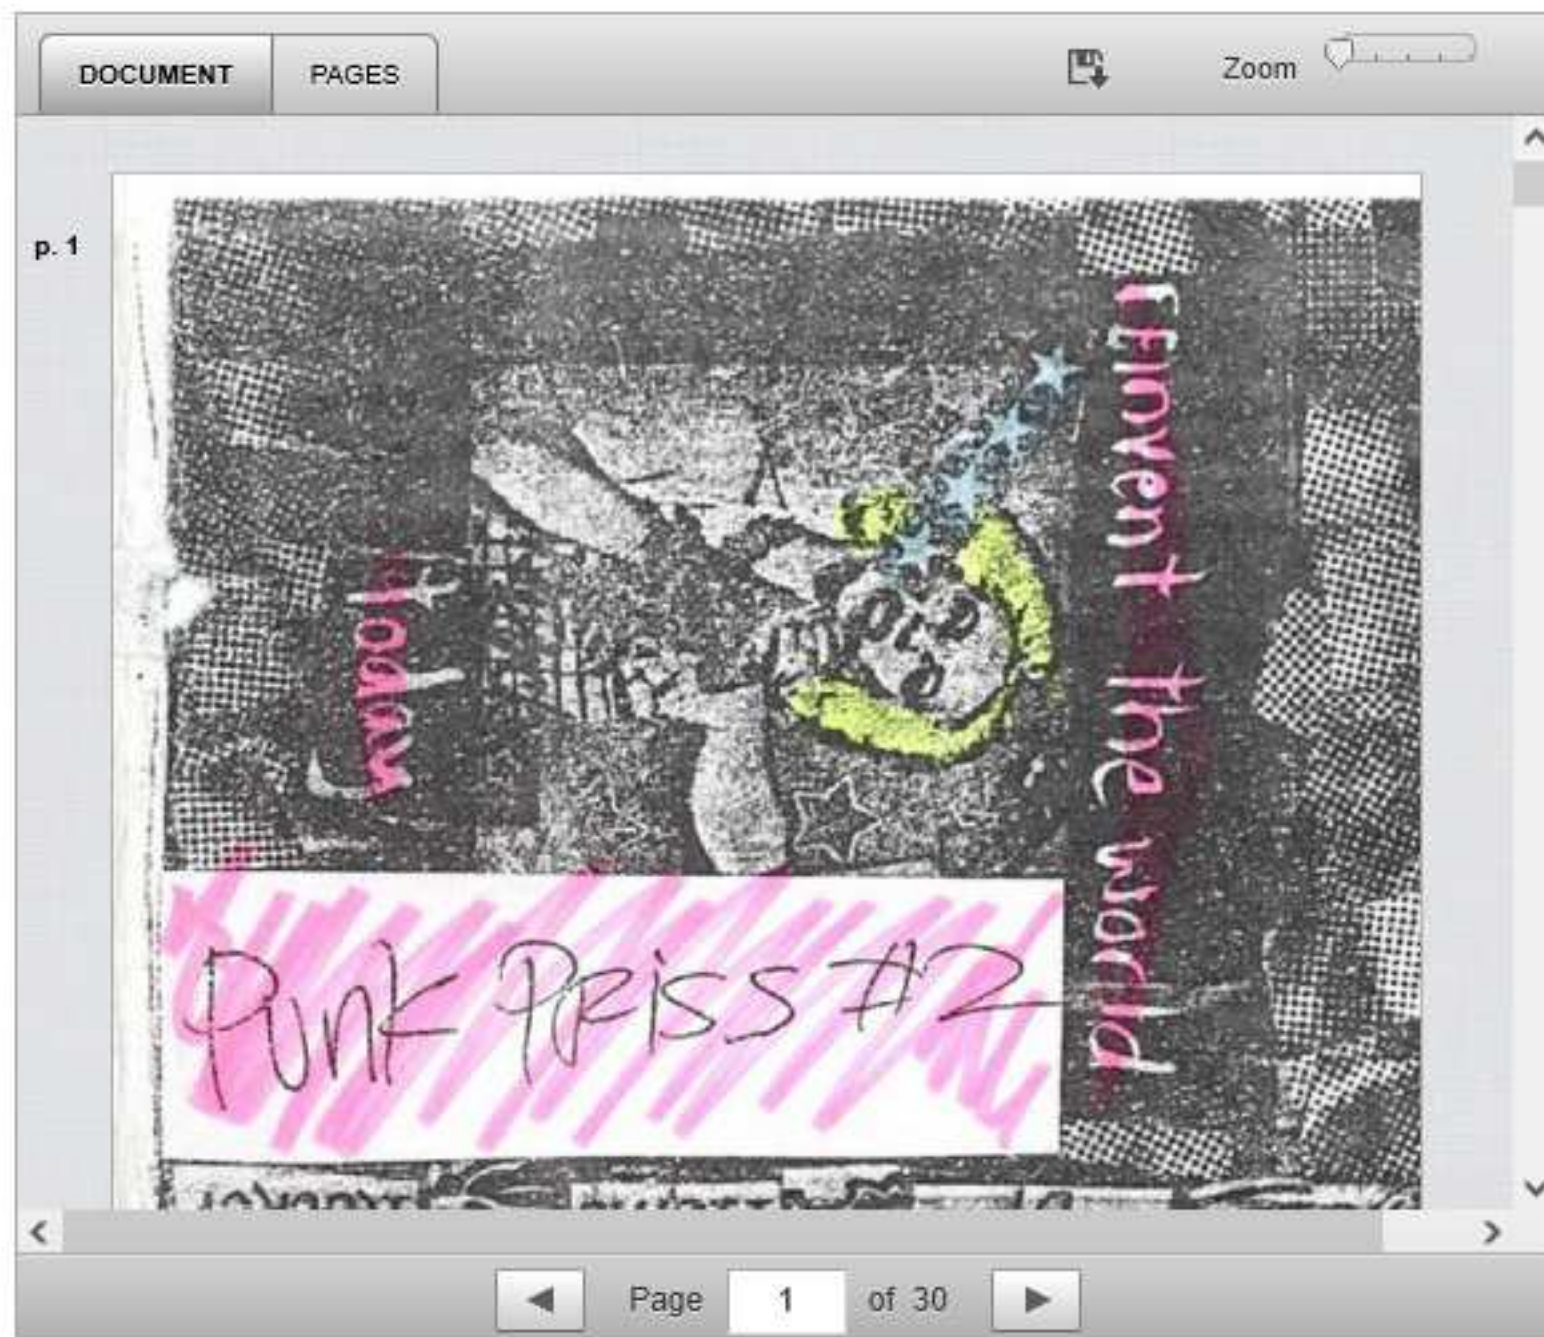 DOCUMENT
PAGES
Zoom
p. 1
rEinvent the world
today
Punk PRiss #2
Page 1 of 30